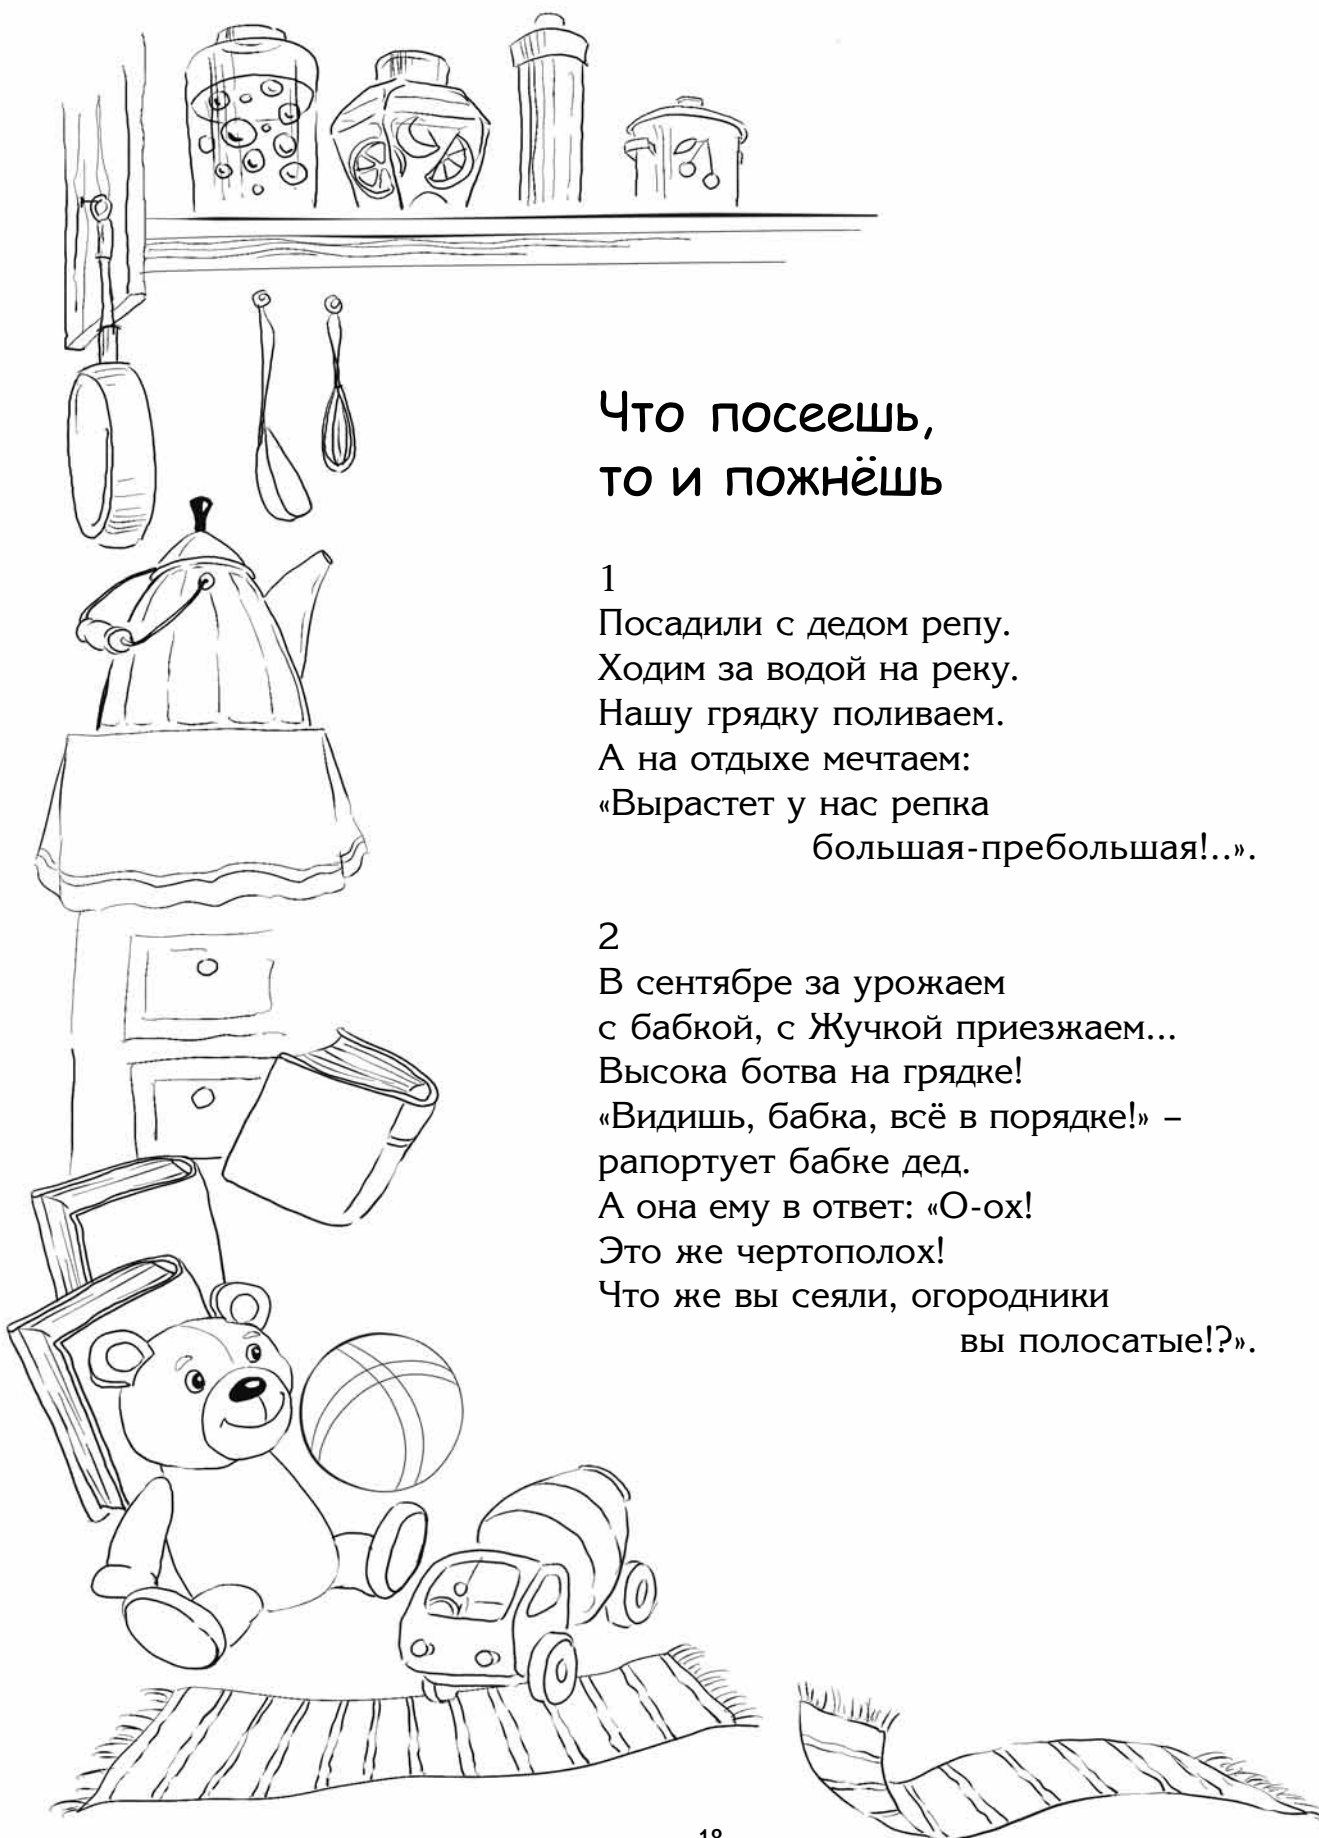 Что посеешь,
то и пожнёшь
1
Посадили с дедом репу.
Ходим за водой на реку.
Нашу грядку поливаем.
А на отдыхе мечтаем:
«Вырастет у нас репка
большая-пребольшая!..».
2
В сентябре за урожаем
с бабкой, с Жучкой приезжаем...
Высока ботва на грядке!
«Видишь, бабка, всё в порядке!» –
рапортует бабке дед.
А она ему в ответ: «О-ох!
Это же чертополох!
Что же вы сеяли, огородники
вы полосатые!?».
18